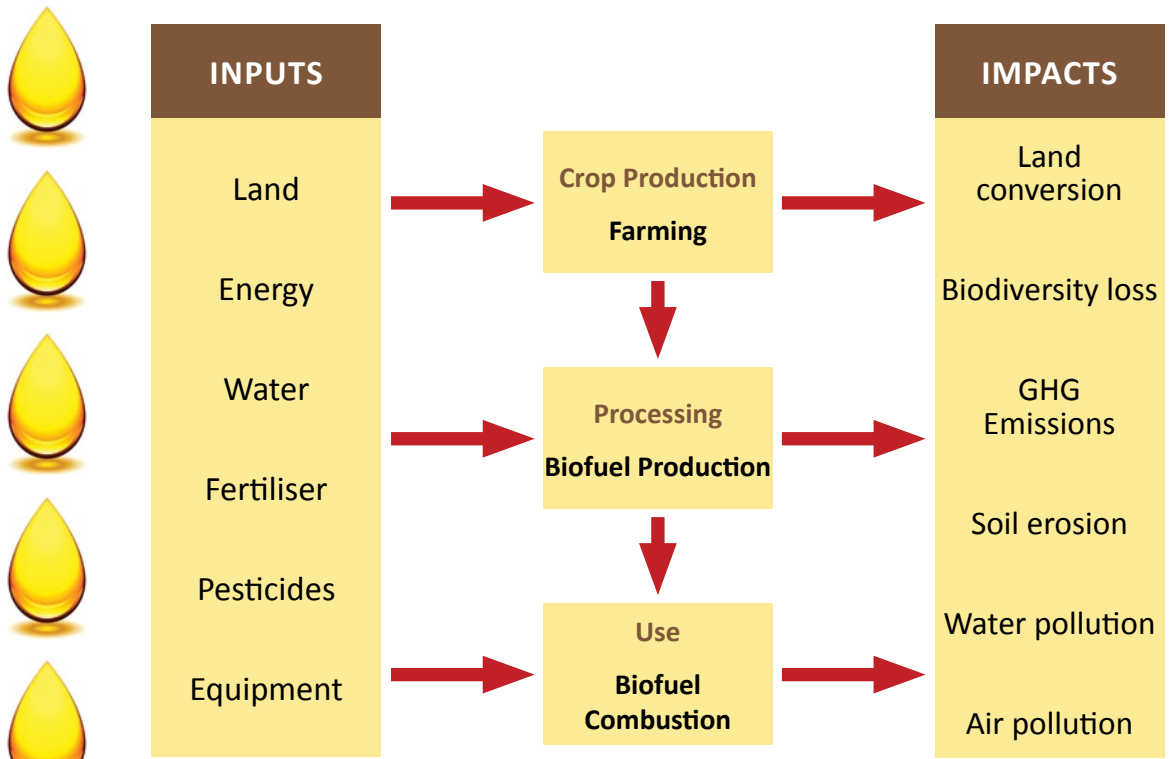 INPUTS
Land
Energy
Water
Fertiliser
Pesticides
Equipment
Crop Production
Farming
Processing
Biofuel Production
Use
Biofuel
Combustion
IMPACTS
Land
conversion
Biodiversity loss
GHG
Emissions
Soil erosion
Water pollution
Air pollution